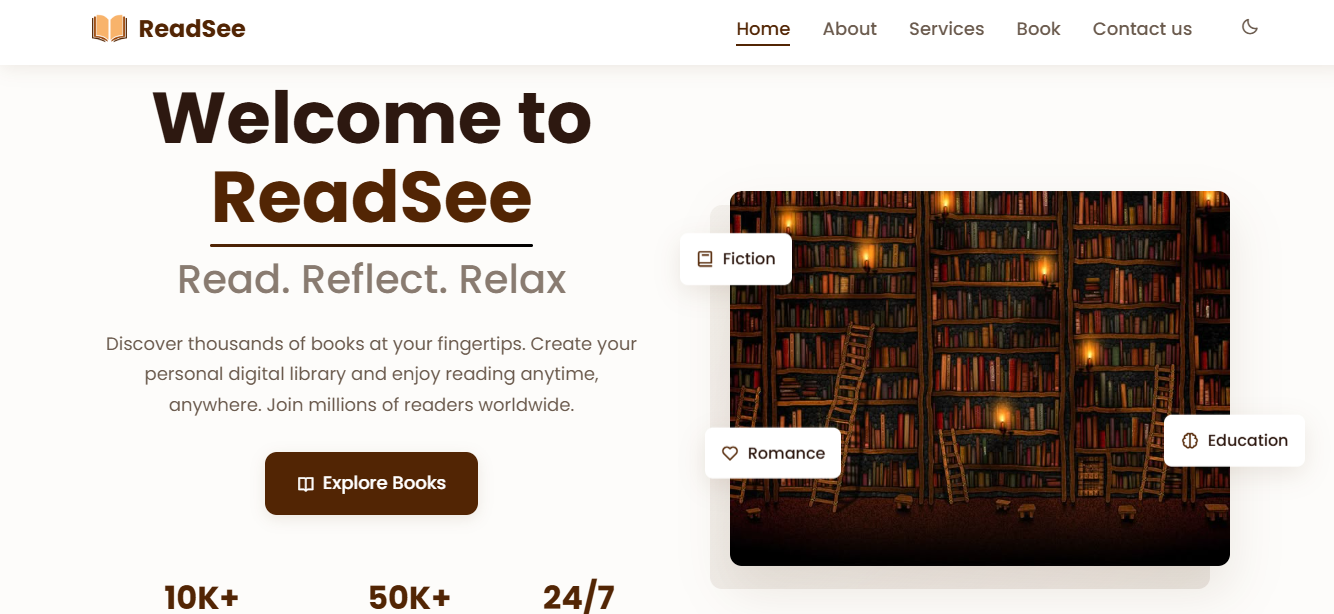 ReadSee
Home About Services Book Contact us
Welcome to
ReadSee
Read. Reflect. Relax
Discover thousands of books at your fingertips. Create your
personal digital library and enjoy reading anytime,
anywhere. Join millions of readers worldwide.
Explore Books
10K+ 50K+ 24/7
Fiction
Romance
Education